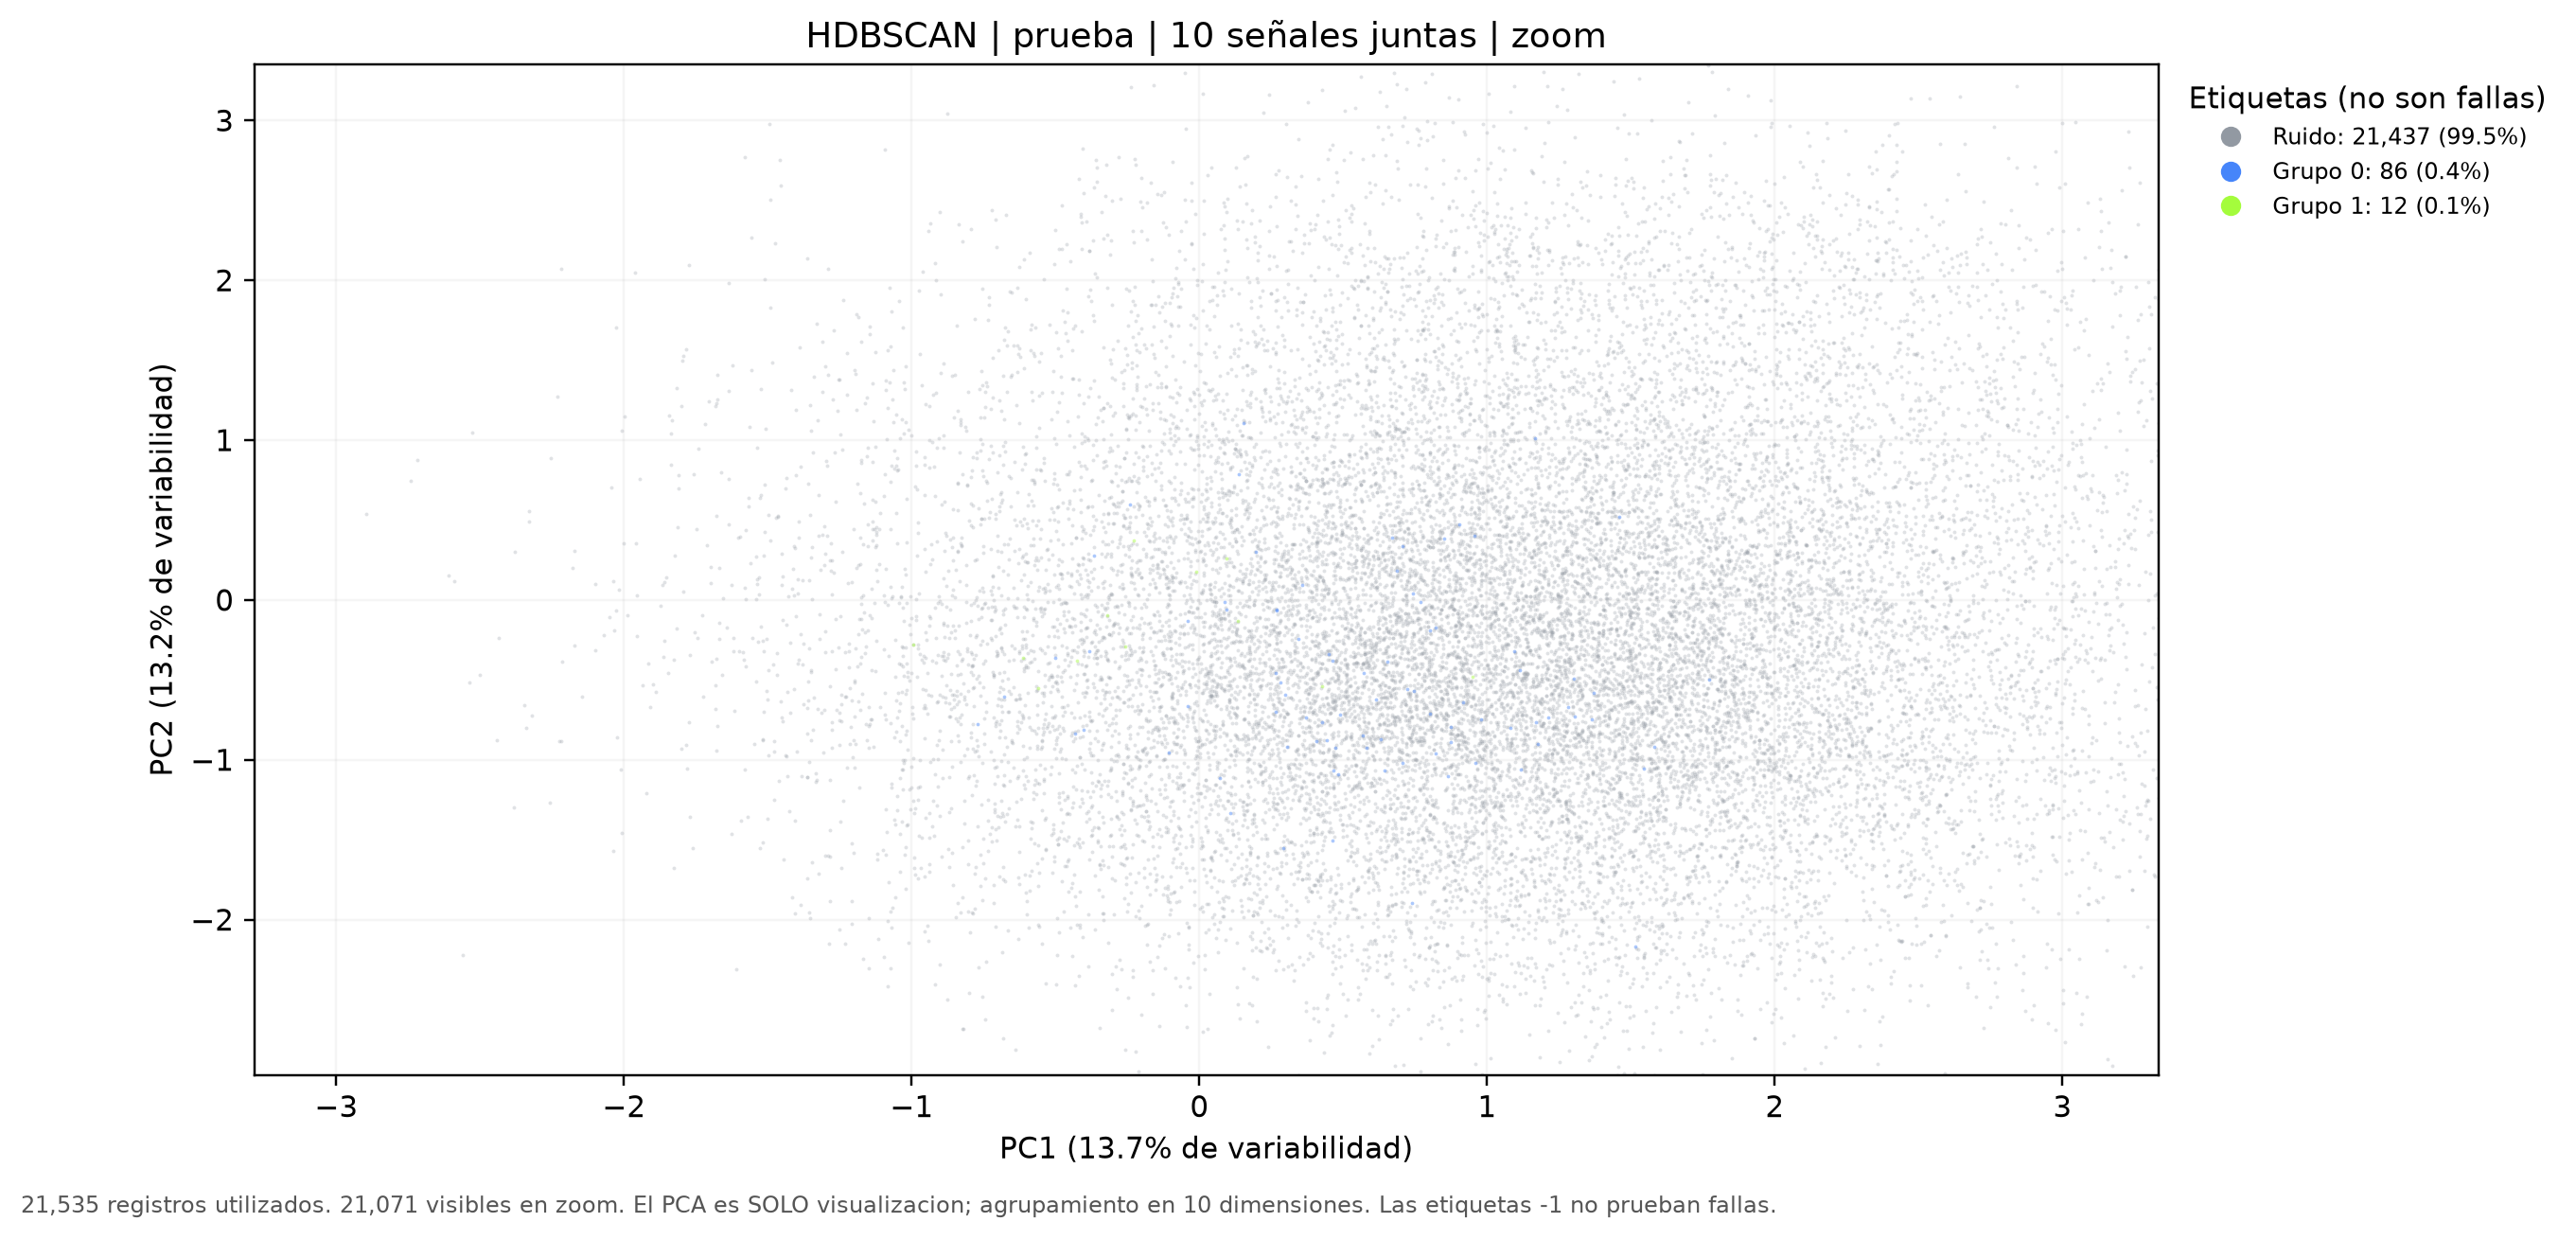 HDBSCAN | prueba | 10 señales juntas | zoom
Etiquetas (no son fallas)
Ruido: 21,437 (99.5%)
Grupo 0: 86 (0.4%)
Grupo 1: 12 (0.1%)
PC2 (13.2% de variabilidad)
3
2
1
0
−1
−2
−3 −2 −1 0 1 2 3
PC1 (13.7% de variabilidad)
21,535 registros utilizados. 21,071 visibles en zoom. El PCA es SOLO visualizacion; agrupamiento en 10 dimensiones. Las etiquetas -1 no prueban fallas.